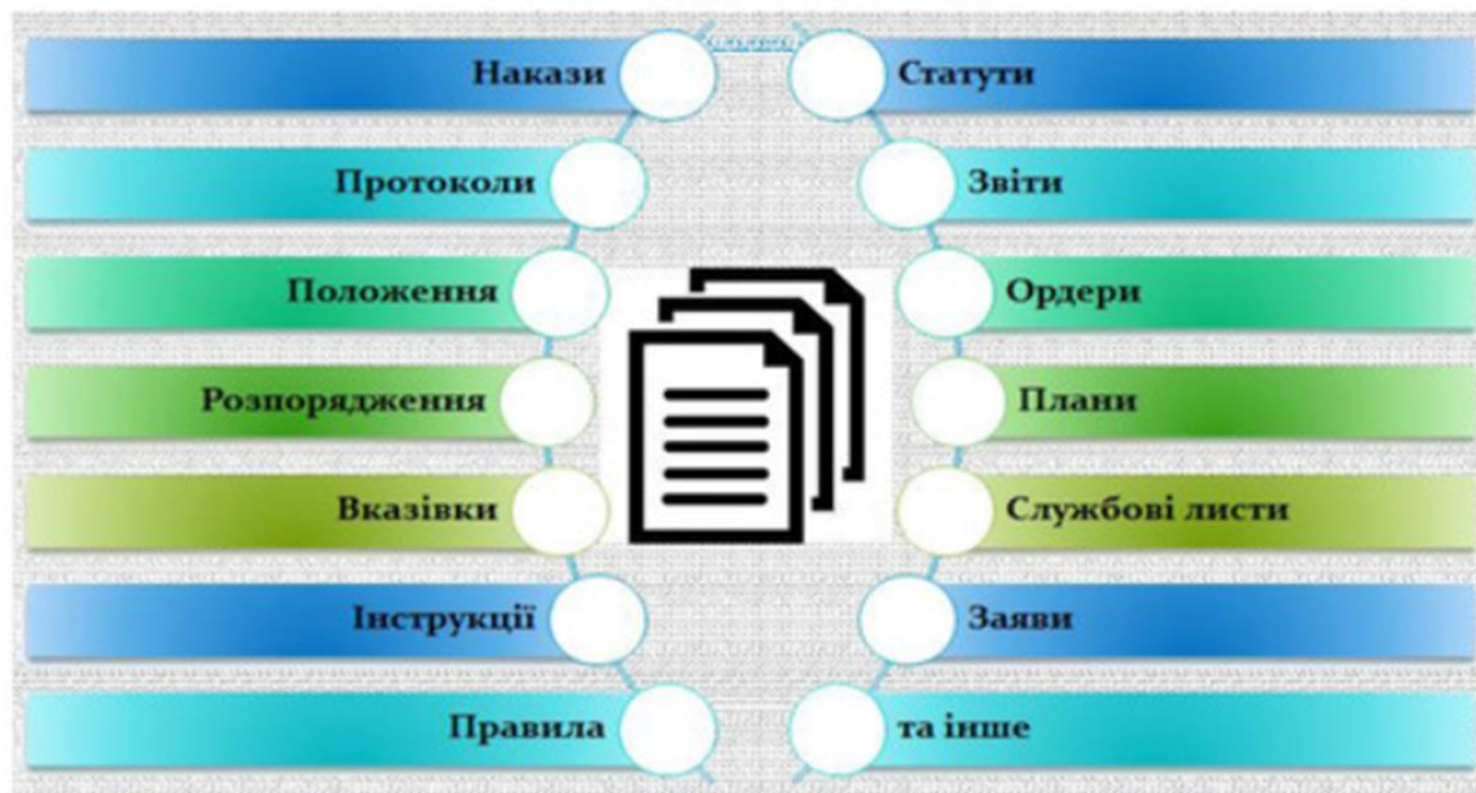 Накази
Протоколи
Положення
Розпорядження
Вказівки
Інструкції
Правила
Статути
Звіти
Ордери
Плани
Службові листи
Заяви
та інше